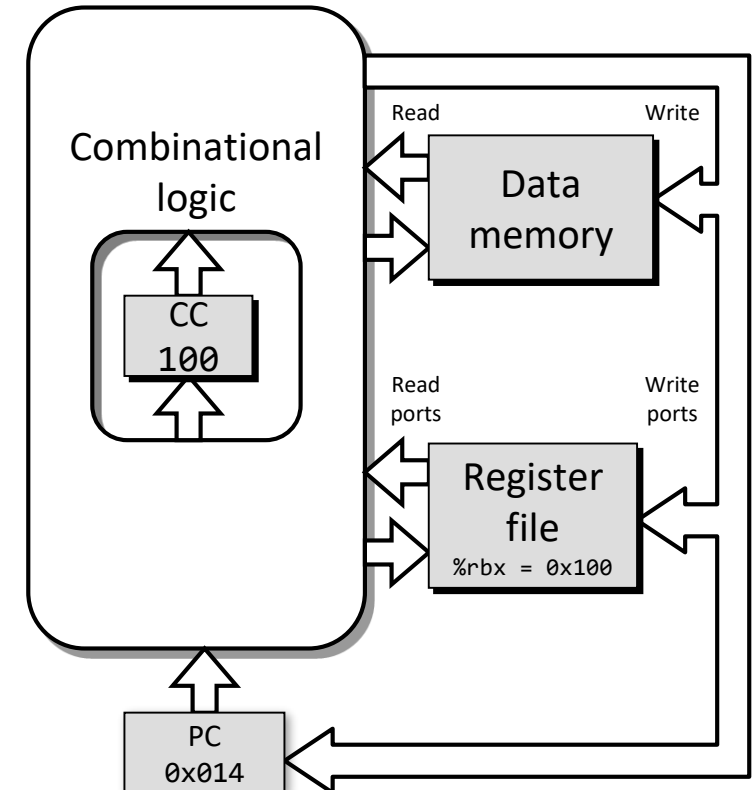 Combinational
logic
CC
100
Read
Write
Data
memory
Read
ports
Write
ports
Register
file
%rbx = 0x100
PC
0x014